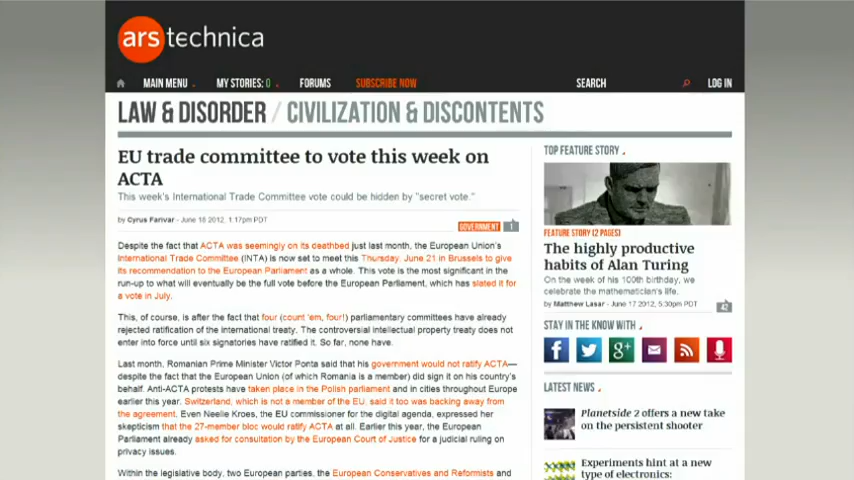 ars technica
MAIN MENU MY STORIES: 0 FORUMS SUBSCRIBE NOW SEARCH LOG IN
LAW & DISORDER / CIVILIZATION & DISCONTENTS
EU trade committee to vote this week on
ACTA
This week's International Trade Committee vote could be hidden by "secret vote."
by Cyrus Farivar - June 18 2012, 1:17pm PDT
GOVERNMENT 1
Despite the fact that ACTA was seemingly on its deathbed just last month, the European Union's
International Trade Committee (INTA) is now set to meet this Thursday, June 21 in Brussels to give
its recommendation to the European Parliament as a whole. This vote is the most significant in the
run-up to what will eventually be the full vote before the European Parliament, which has slated it for
a vote in July.
This, of course, is after the fact that four (count 'em, four!) parliamentary committees have already
rejected ratification of the international treaty. The controversial intellectual property treaty does not
enter into force until six signatories have ratified it. So far, none have.
Last month, Romanian Prime Minister Victor Ponta said that his government would not ratify ACTA—
despite the fact that the European Union (of which Romania is a member) did sign it on his country's
behalf. Anti-ACTA protests have taken place in the Polish parliament and in cities throughout Europe
earlier this year. Switzerland, which is not a member of the EU, said it too was backing away from
the agreement. Even Neelie Kroes, the EU commissioner for the digital agenda, expressed her
skepticism that the 27-member bloc would ratify ACTA at all. Earlier this year, the European
Parliament already asked for consultation by the European Court of Justice for a judicial ruling on
privacy issues.
Within the legislative body, two European parties, the European Conservatives and Reformists and
TOP FEATURE STORY
FEATURE STORY (2 PAGES)
The highly productive
habits of Alan Turing
On the week of his 100th birthday, we
celebrate the mathematician's life.
by Matthew Lasar - June 17 2012, 5:30pm PDT
42
STAY IN THE KNOW WITH
f g+
LATEST NEWS
Planetside 2 offers a new take
on the persistent shooter
Experiments hint at a new
type of electronics: